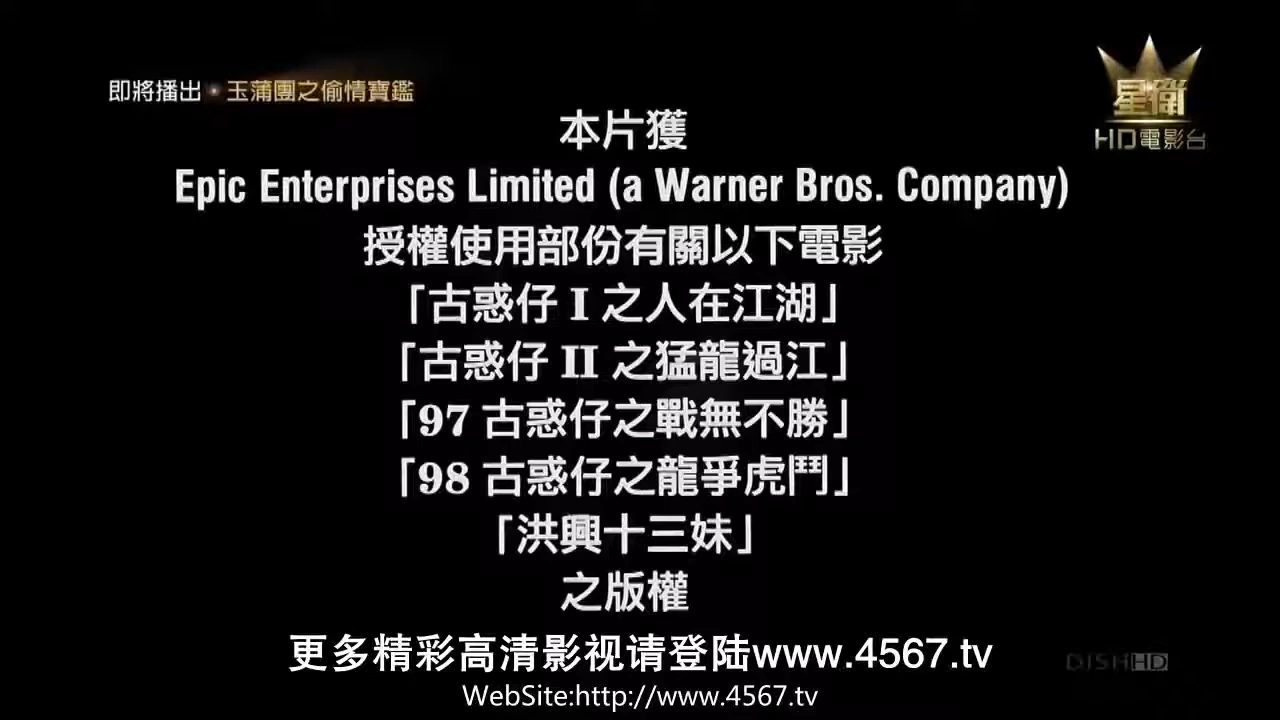 即將播出·玉蒲團之偷情寶鑑
星衛
HD電影台
本片獲
Epic Enterprises Limited (a Warner Bros. Company)
授權使用部份有關以下電影
「古惑仔 I 之人在江湖」
「古惑仔 II 之猛龍過江」
「97 古惑仔之戰無不勝」
「98 古惑仔之龍爭虎鬥」
「洪興十三妹」
之版權
更多精彩高清影视请登陆www.4567.tv
DISHHD
WebSite:http://www.4567.tv